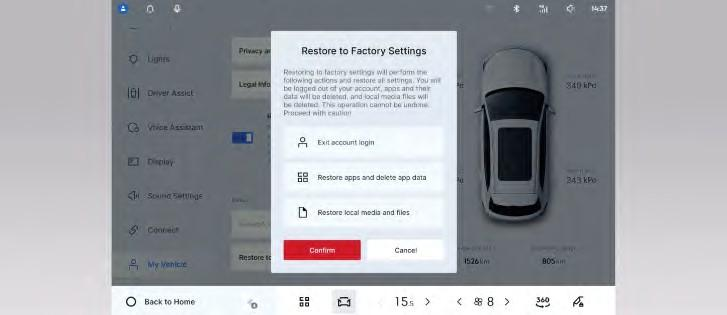 14:37
Restore to Factory Settings
Privacy ar
Restoring to factory settings will perform the
following actions and restore all settings. You will
be logged out of your account, apps and their
data will be deleted, and local media files will
be deleted. This operation cannot be undone.
Proceed with caution!
Lights
Legal Info
349 kPa
Driver Assist
Voice Assistant
Exit account login
Display
Restore apps and delete app data
343 kPa
Sound Settings
Restore local media and files
Connect
Confirm
Cancel
My Vehicle
Restore to
1526 km
805 km
Back to Home
15.5
8
360